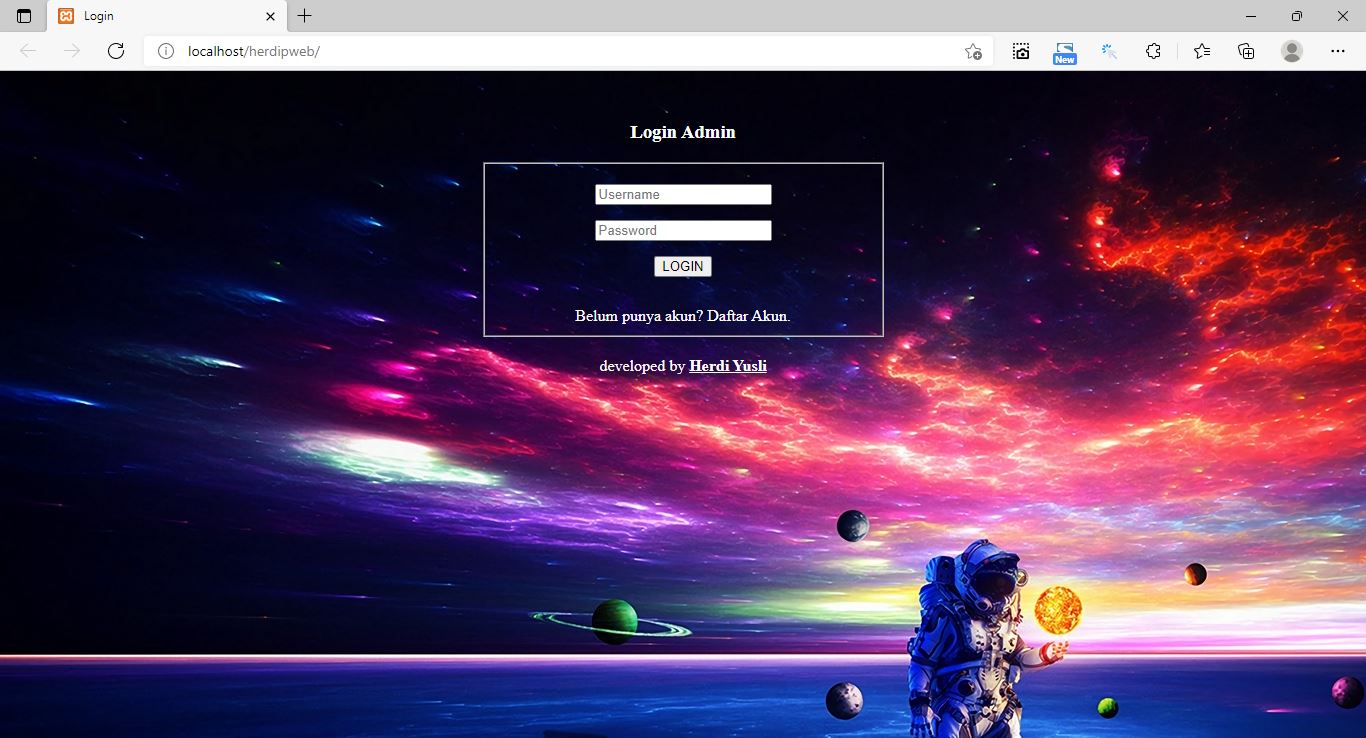 Login
localhost/herdipweb/
New
Login Admin
Username
Password
LOGIN
Belum punya akun? Daftar Akun.
developed by Herdi Yusli